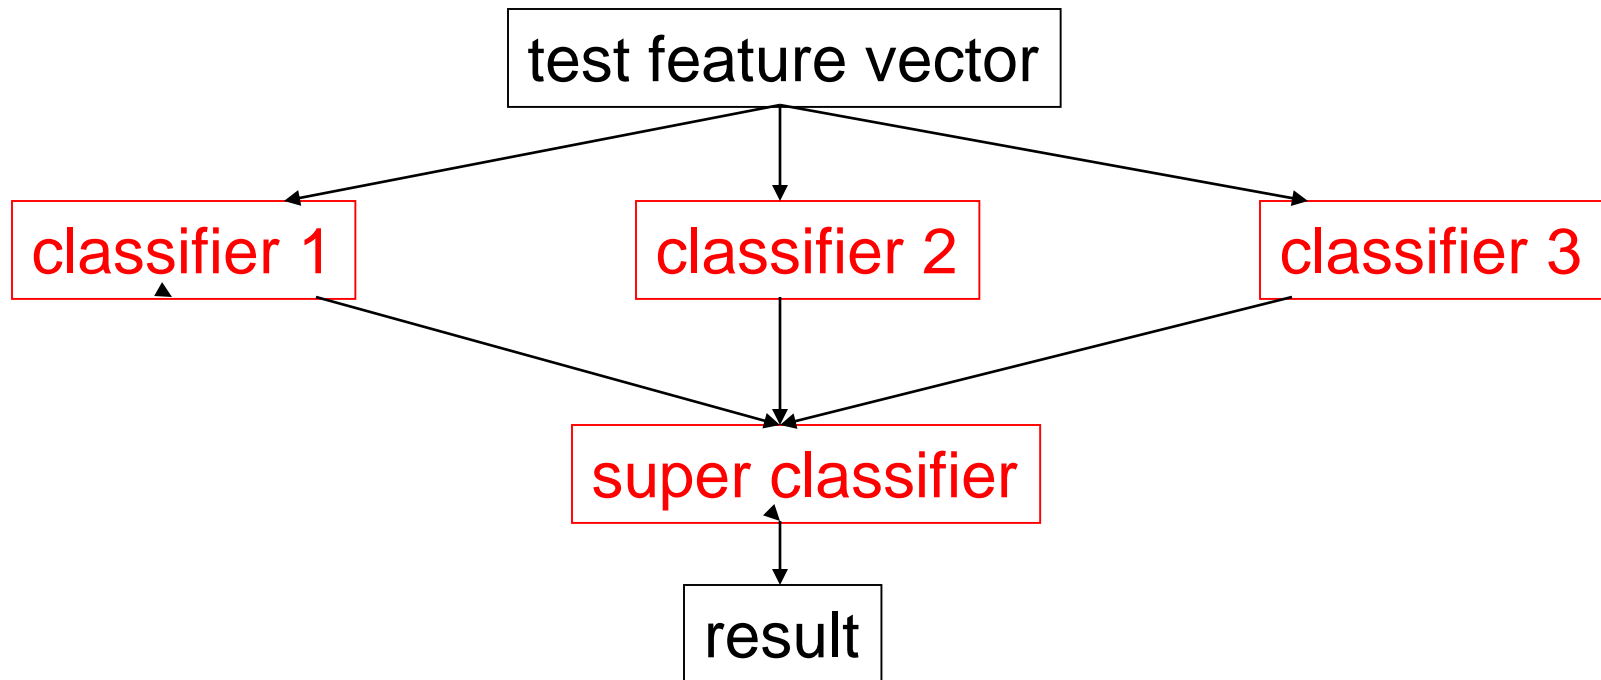 test feature vector
classifier 1
classifier 2
classifier 3
super classifier
result